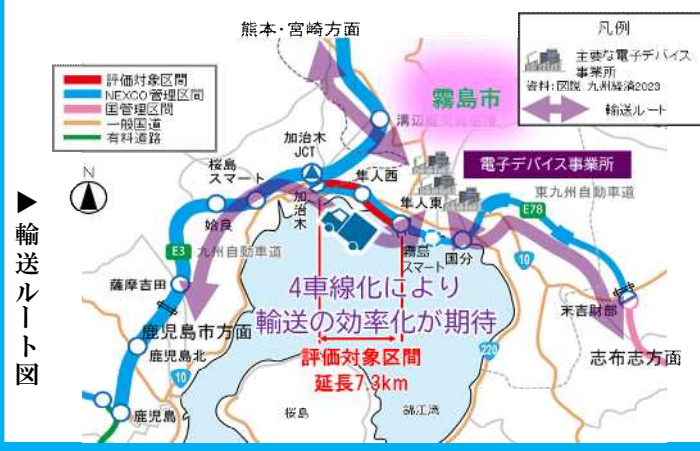 ▶輸送ルート図
熊本・宮崎方面
凡例
主要な電子デバイス
事業所
資料：図説 九州経済2023
輸送ルート
評価対象区間
NEXCO管理区間
国管理区間
一般国道
有料道路
霧島市
溝辺鹿児島空港
加治木
JCT
電子デバイス事業所
N
桜島
スマート
隼人西
隼人東
東九州自動車道
E78
加治木
姶良
E3
九州自動車道
霧島
スマート
国分
10
薩摩吉田
4車線化により
輸送の効率化が期待
末吉財部
鹿児島市方面
鹿児島北
評価対象区間
延長7.3km
220
志布志方面
10
鹿児島
桜島
錦江湾